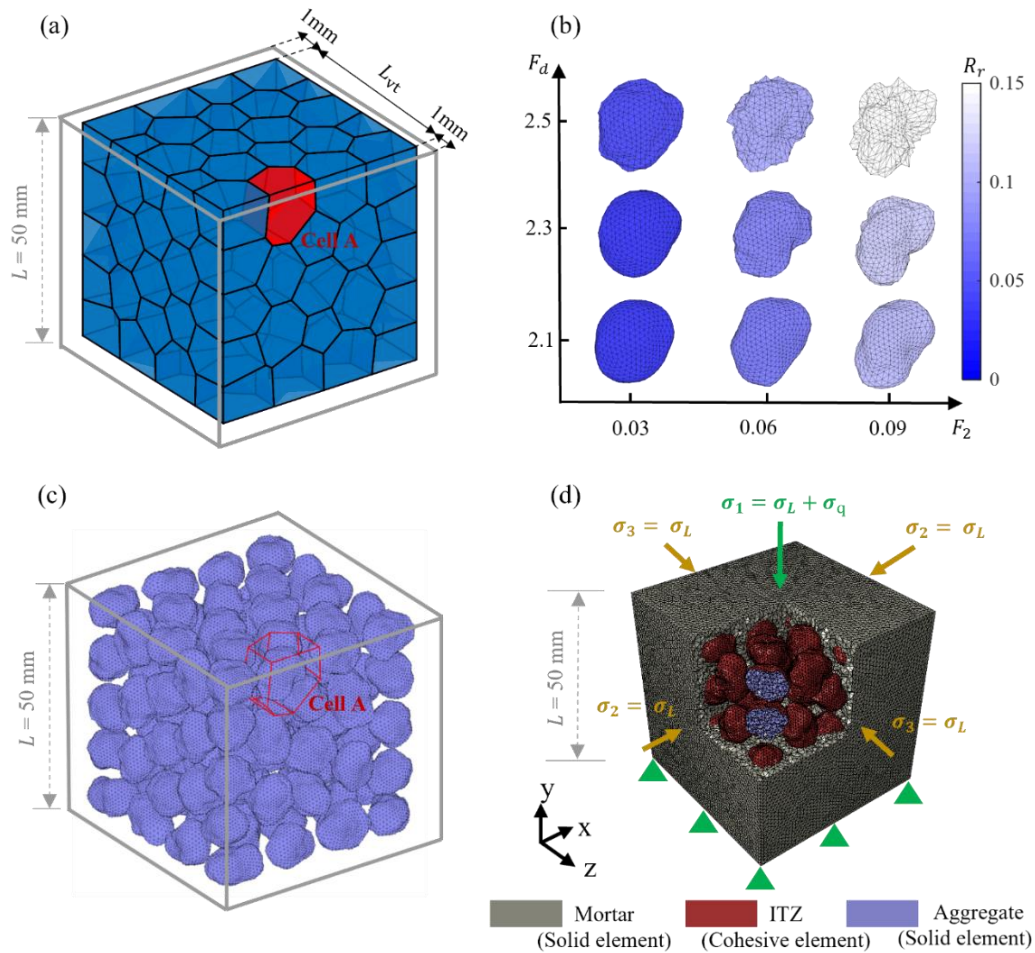 (a)
1mm
L_vt
1mm
L = 50 mm
Cell A
(b)
F_d
2.5
2.3
2.1
0.03
0.06
0.09
F_2
R_r
0.15
0.1
0.05
0
(c)
L = 50 mm
Cell A
(d)
σ_1 = σ_L + σ_q
σ_3 = σ_L
σ_2 = σ_L
L = 50 mm
σ_2 = σ_L
σ_3 = σ_L
y
x
z
Mortar
(Solid element)
ITZ
(Cohesive element)
Aggregate
(Solid element)